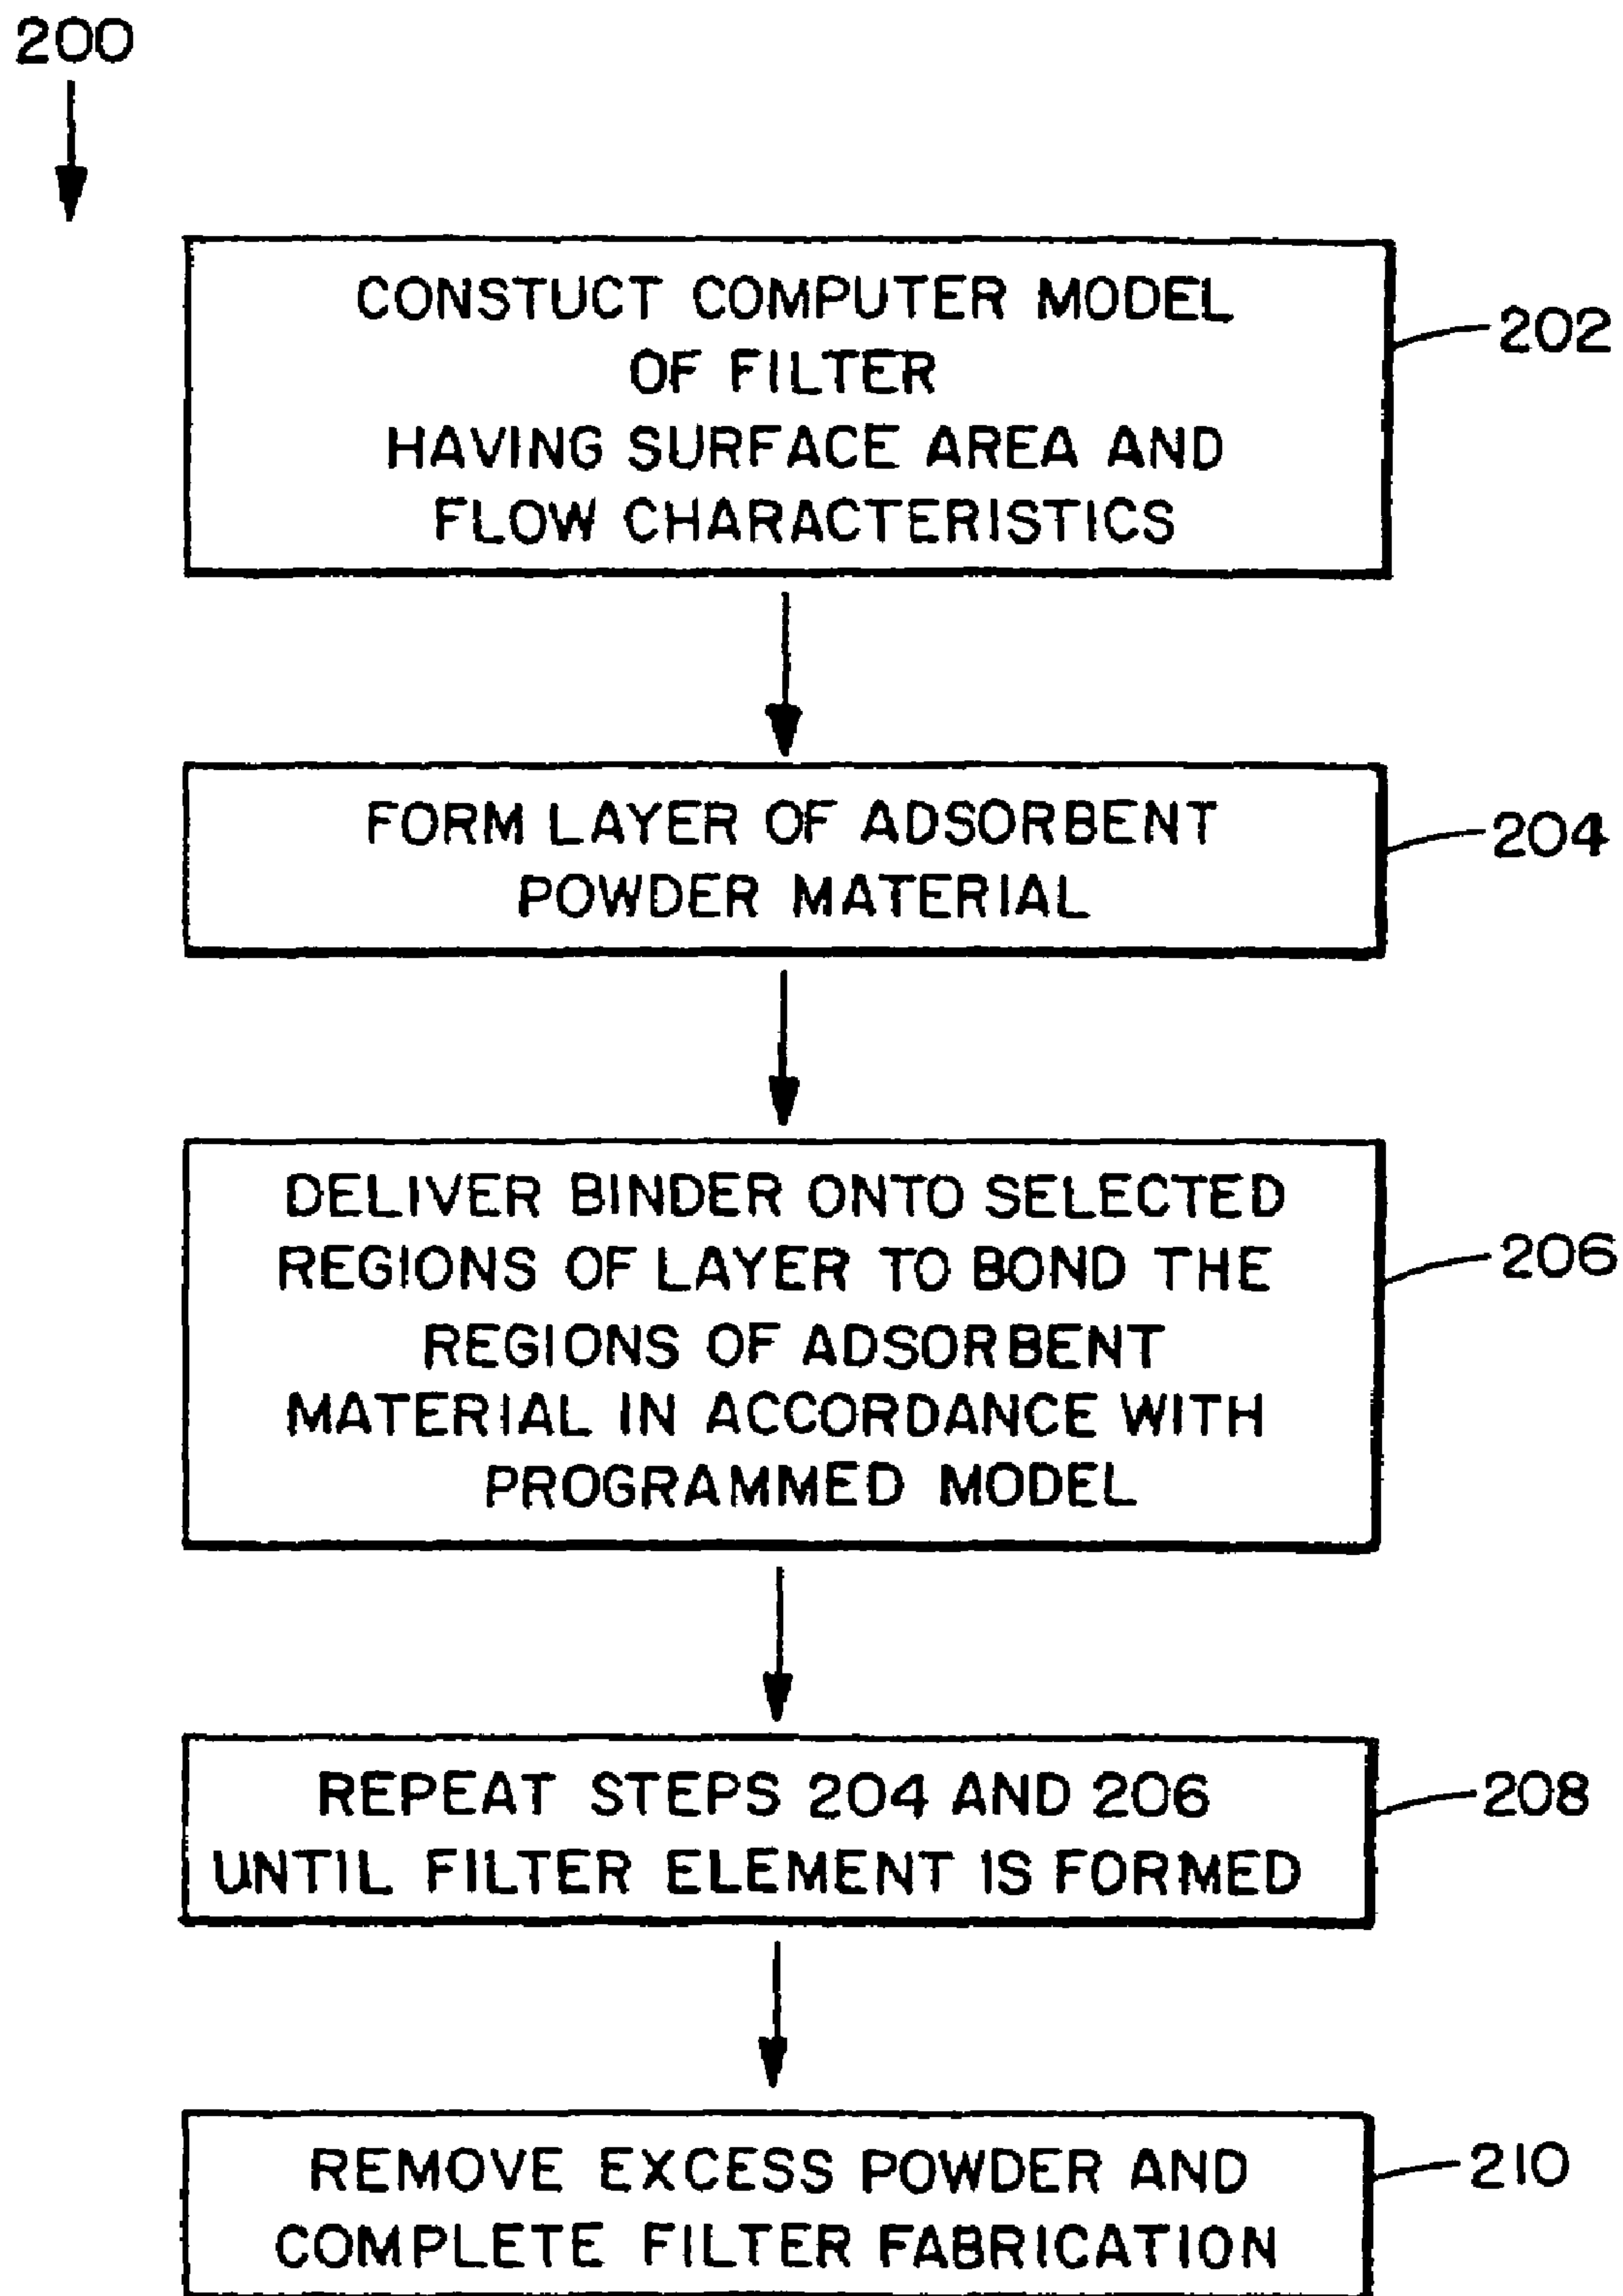 200
CONSTUCT COMPUTER MODEL
OF FILTER
HAVING SURFACE AREA AND
FLOW CHARACTERISTICS
202
FORM LAYER OF ADSORBENT
POWDER MATERIAL
204
DELIVER BINDER ONTO SELECTED
REGIONS OF LAYER TO BOND THE
REGIONS OF ADSORBENT
MATERIAL IN ACCORDANCE WITH
PROGRAMMED MODEL
206
REPEAT STEPS 204 AND 206
UNTIL FILTER ELEMENT IS FORMED
208
REMOVE EXCESS POWDER AND
COMPLETE FILTER FABRICATION
210